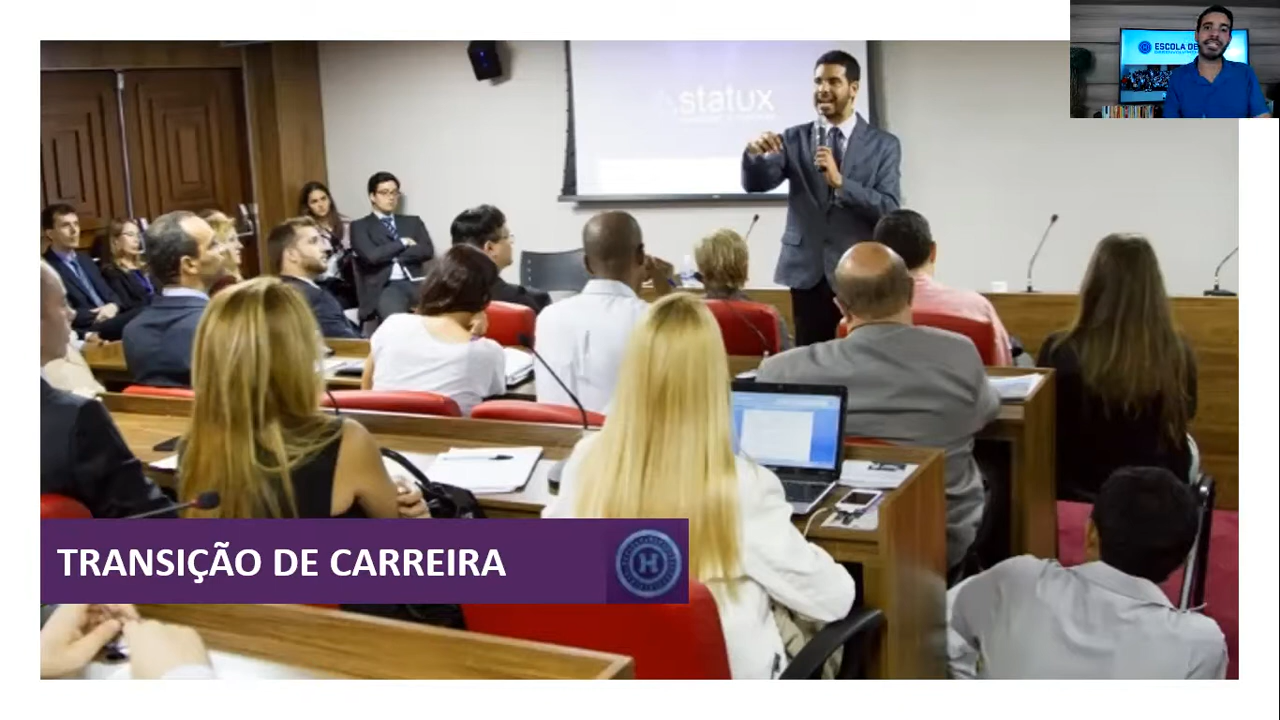 ESCOLA DE
statux
TRANSIÇÃO DE CARREIRA
H